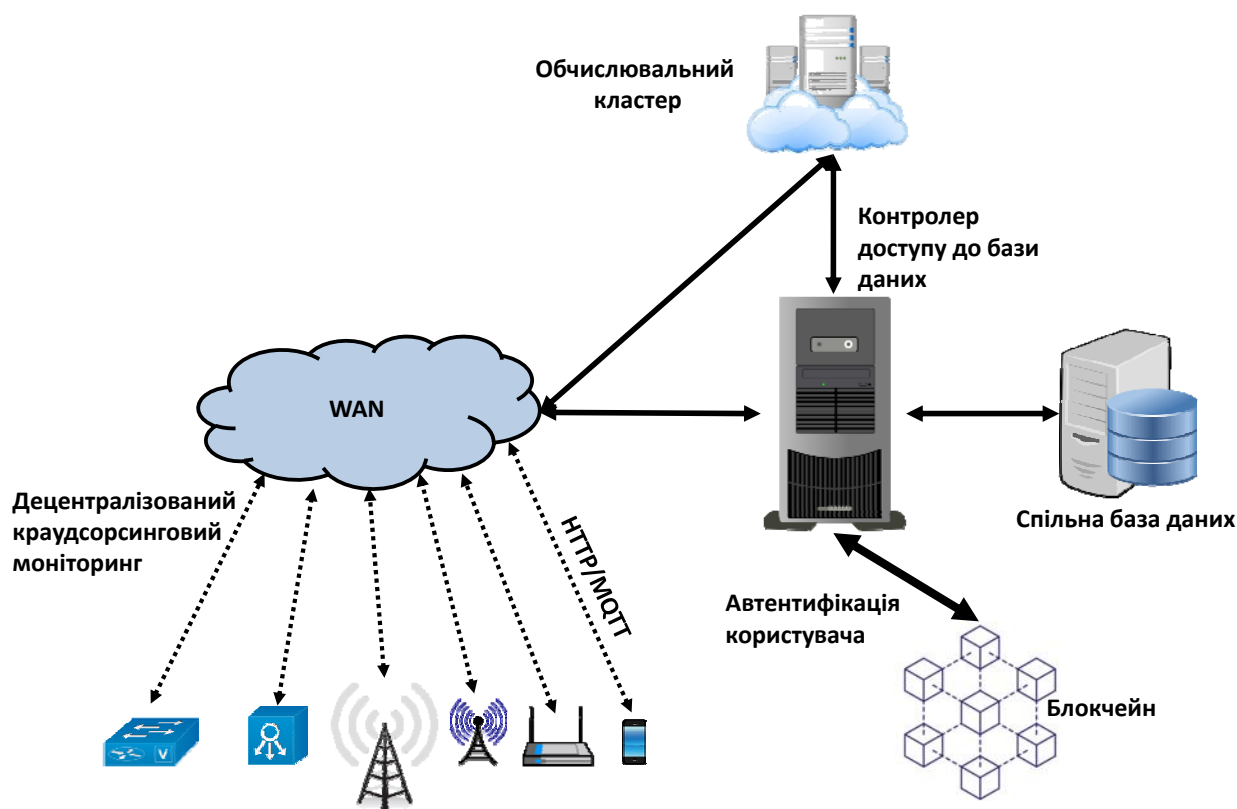 Обчислювальний
кластер
Контролер
доступу до бази
даних
WAN
Децентралізований
краудсорсинговий
моніторинг
HTTP/MQTT
Спільна база даних
Автентифікація
користувача
Блокчейн
V